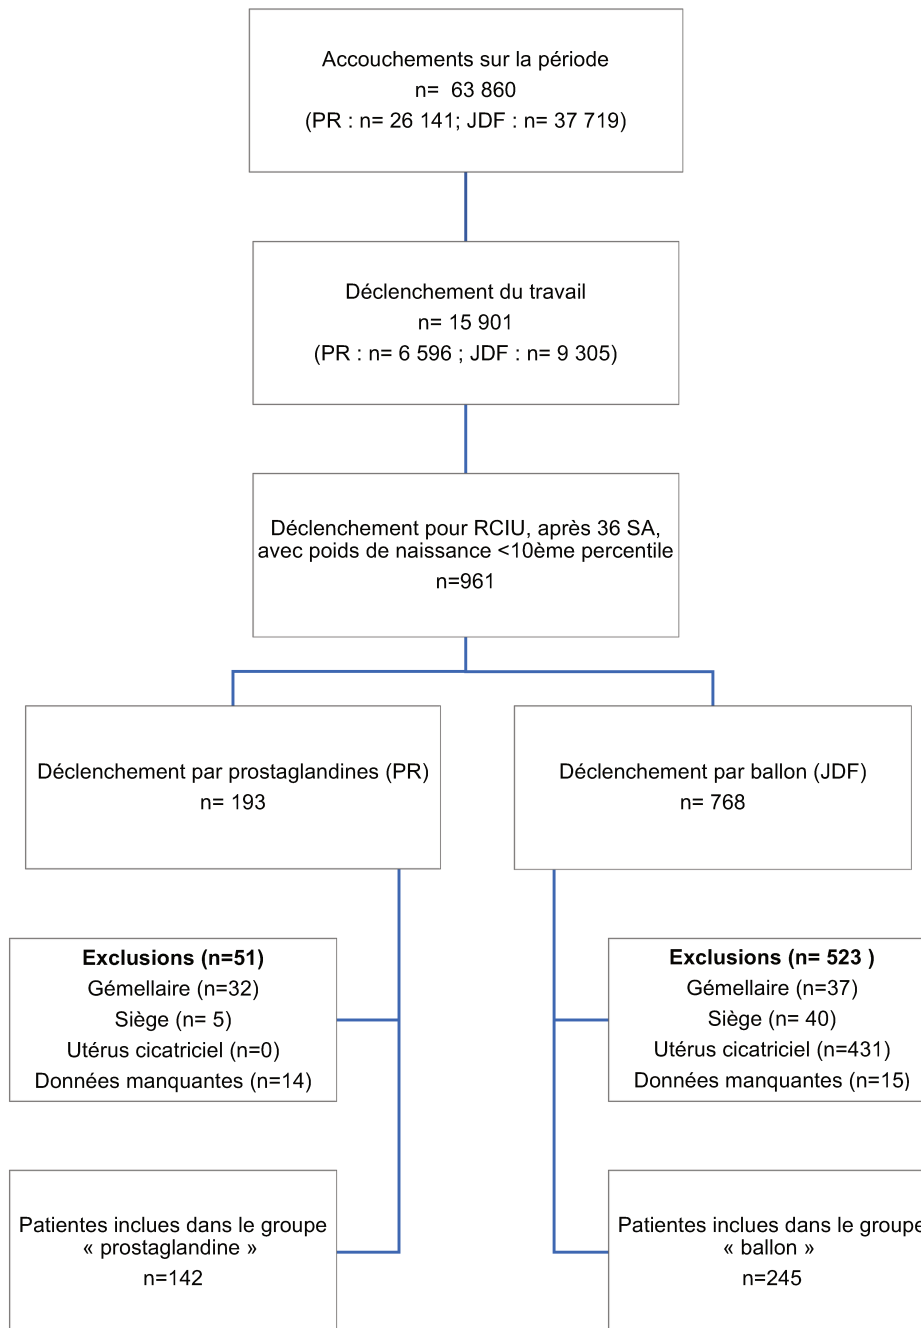 Accouchements sur la période
n= 63 860
(PR : n= 26 141; JDF : n= 37 719)
Déclenchement du travail
n= 15 901
(PR : n= 6 596 ; JDF : n= 9 305)
Déclenchement pour RCIU, après 36 SA,
avec poids de naissance <10ème percentile
n=961
Déclenchement par prostaglandines (PR)
n= 193
Déclenchement par ballon (JDF)
n= 768
Exclusions (n=51)
Gémellaire (n=32)
Siège (n= 5)
Utérus cicatriciel (n=0)
Données manquantes (n=14)
Exclusions (n= 523 )
Gémellaire (n=37)
Siège (n= 40)
Utérus cicatriciel (n=431)
Données manquantes (n=15)
Patientes inclues dans le groupe
« prostaglandine »
n=142
Patientes inclues dans le groupe
« ballon »
n=245